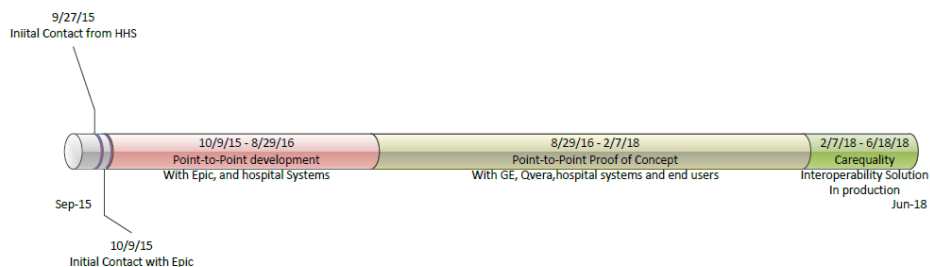 9/27/15
Iniital Contact from HHS
10/9/15 - 8/29/16
Point-to-Point development
With Epic, and hospital Systems
8/29/16 - 2/7/18
Point-to-Point Proof of Concept
With GE, Qvera,hospital systems and end users
2/7/18 - 6/18/18
Carequality
Interoperability Solution
In production
Sep-15
Jun-18
10/9/15
Initial Contact with Epic